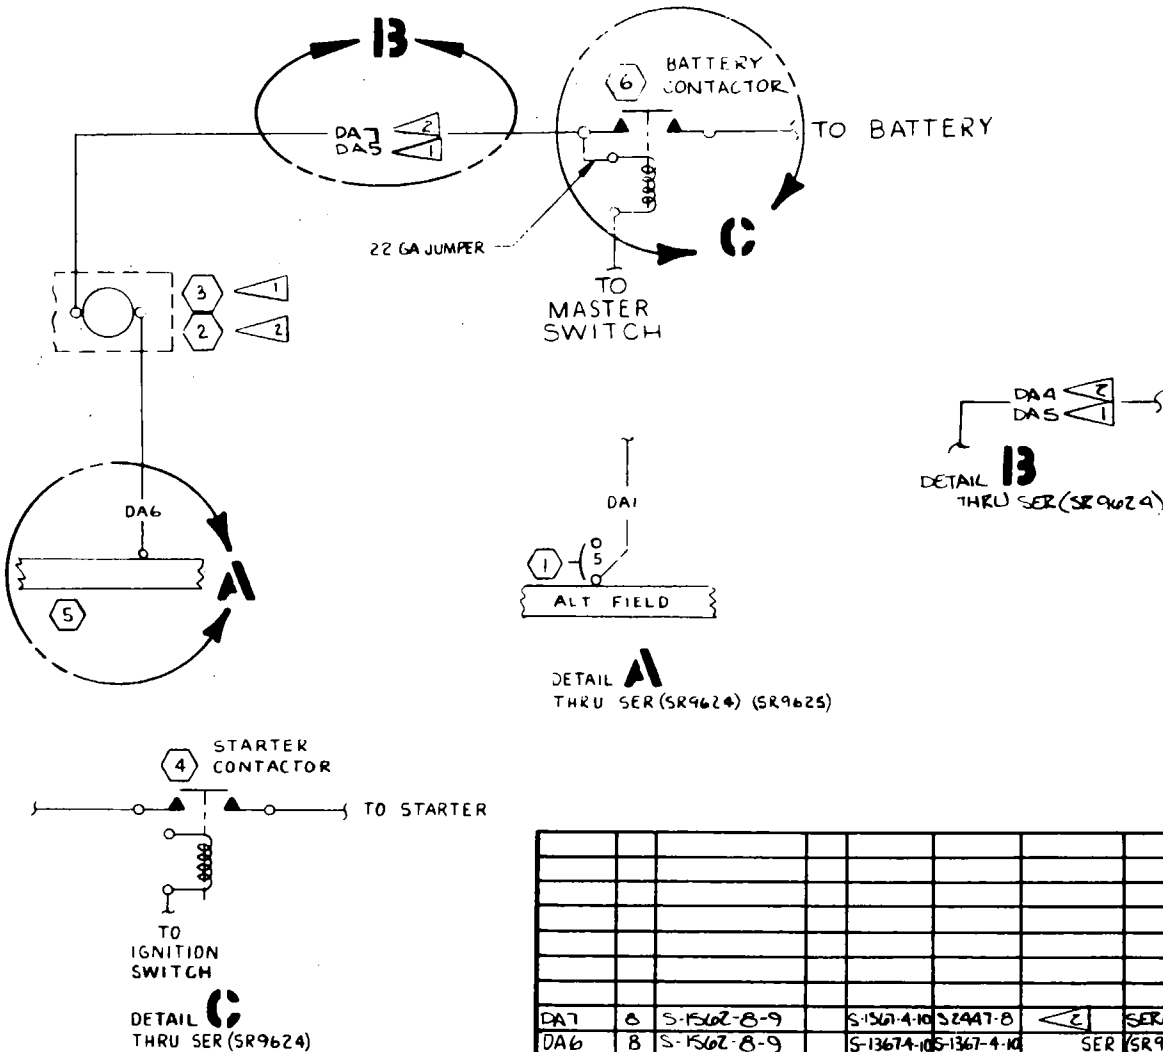 B
6 BATTERY
CONTACTOR
DA7 2
DA5 1
TO BATTERY
22 GA JUMPER
C
TO
MASTER
SWITCH
3 1
2 2
DA4 2
DA5 1
DETAIL B
THRU SER (SR9624)
DA6
A
5
DA1
1 5
ALT FIELD
DETAIL A
THRU SER (SR9624) (SR9625)
4 STARTER
CONTACTOR
TO STARTER
TO
IGNITION
SWITCH
DETAIL C
THRU SER (SR9624)
DA7 8 S-1562-8-9 S-1367-4-10 S2447-8 2 SER
DA6 8 S-1562-8-9 S-1367-4-10 S-1367-4-10 SER (SR9